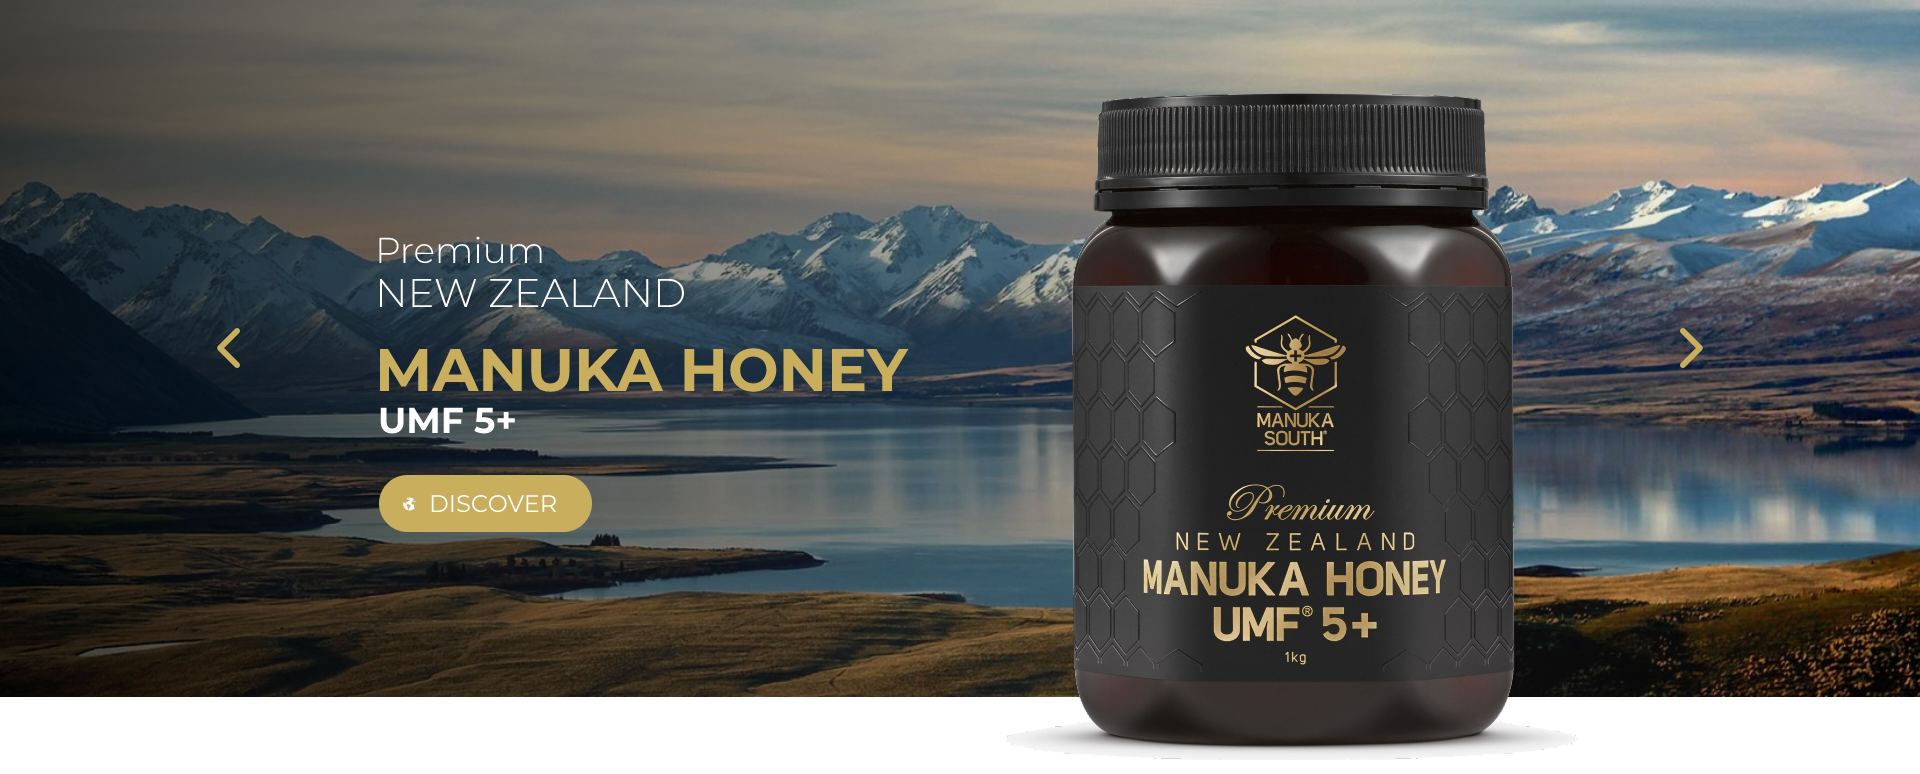 Premium
NEW ZEALAND
MANUKA HONEY
UMF 5+
DISCOVER
MANUKA
SOUTH®
Premium
NEW ZEALAND
MANUKA HONEY
UMF® 5+
1kg